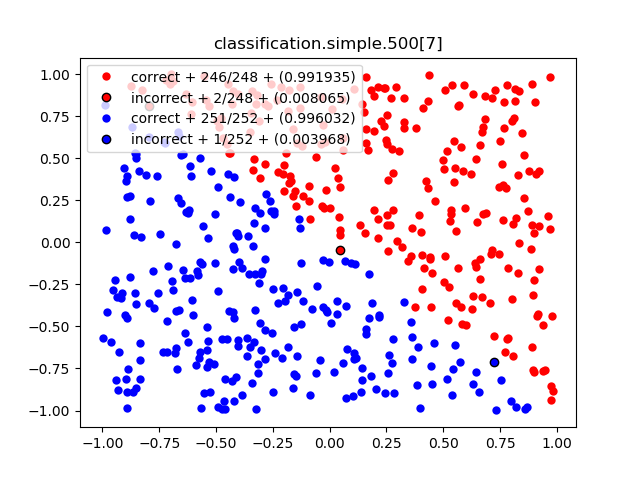 classification.simple.500[7]
correct + 246/248 + (0.991935)
incorrect + 2/248 + (0.008065)
correct + 251/252 + (0.996032)
incorrect + 1/252 + (0.003968)
1.00
0.75
0.50
0.25
0.00
−0.25
−0.50
−0.75
−1.00
−1.00 −0.75 −0.50 −0.25 0.00 0.25 0.50 0.75 1.00